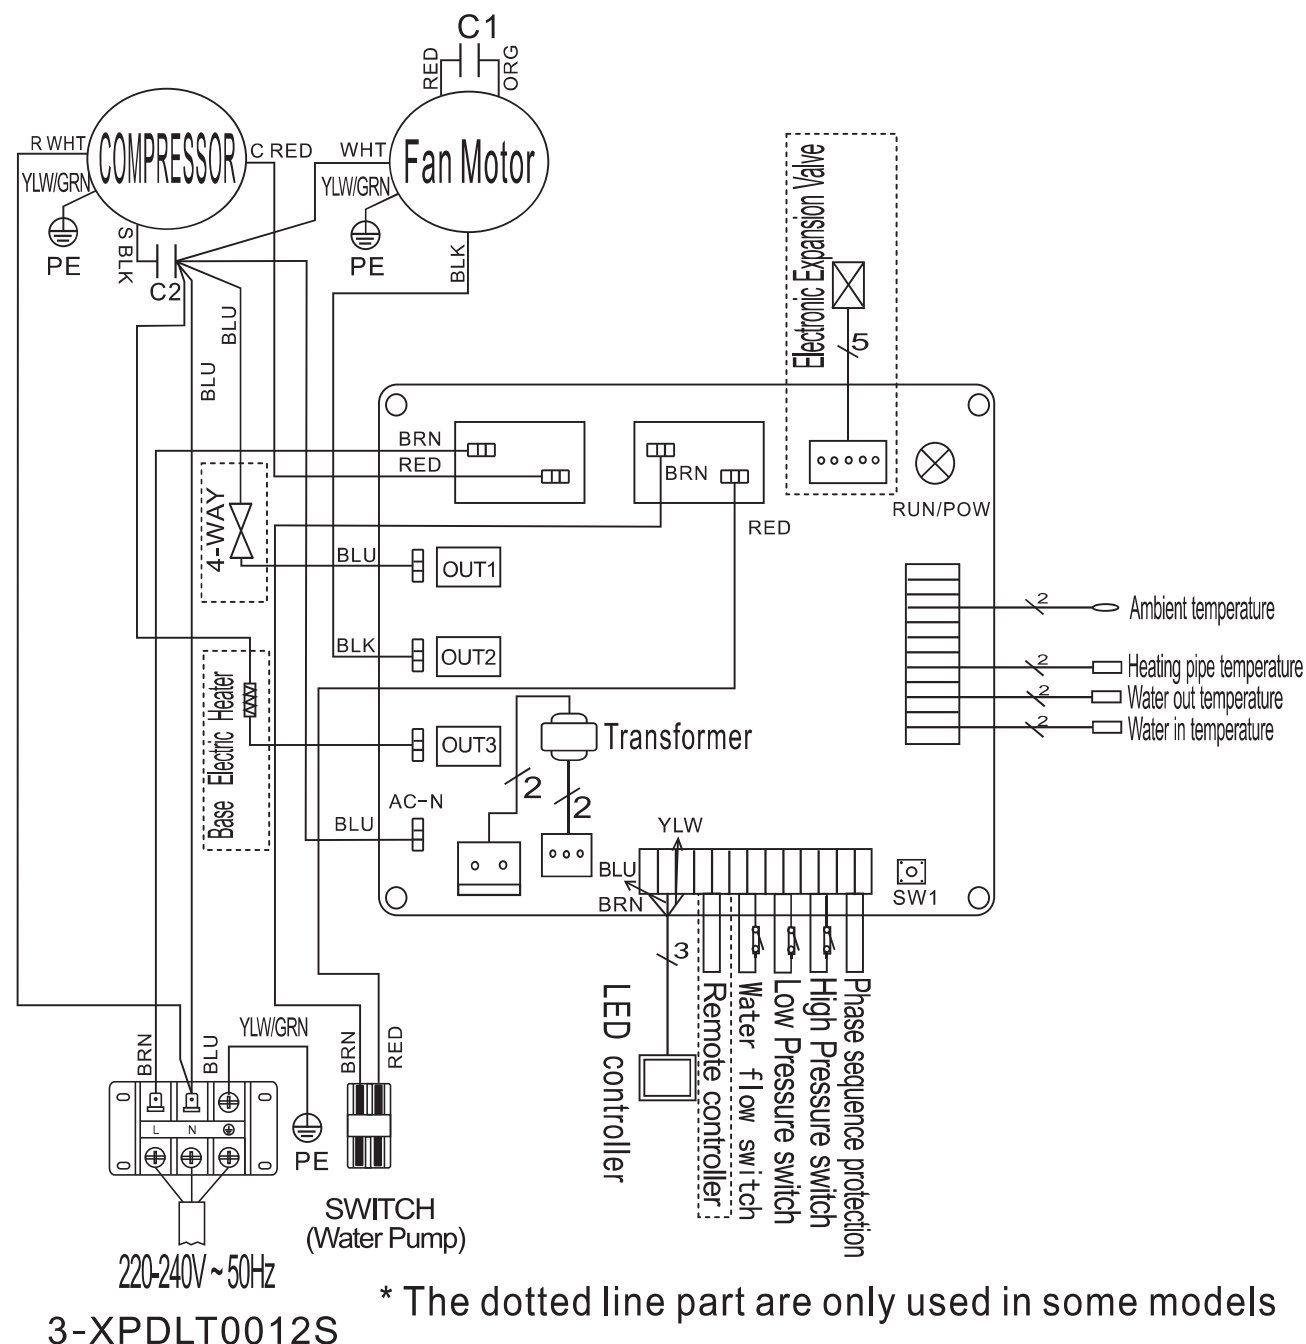 C1
RED
ORG
R WHT
COMPRESSOR
C RED
WHT
Fan Motor
YLW/GRN
YLW/GRN
PE
S BLK
C2
PE
BLK
Electronic Expansion Valve
5
BLU
BLU
BRN
RED
BRN
RED
RUN/POW
4-WAY
BLU
OUT1
BLK
OUT2
Base Electric Heater
OUT3
Transformer
2
2
AC-N
BLU
2
Ambient temperature
2
Heating pipe temperature
2
Water out temperature
2
Water in temperature
YLW
BLU
BRN
SW1
3
LED controller
Remote controller
Water flow switch
Low Pressure switch
High Pressure switch
Phase sequence protection
BRN
BLU
YLW/GRN
BRN
RED
L
N
PE
SWITCH
(Water Pump)
220-240V ~ 50Hz
* The dotted line part are only used in some models
3-XPDLT0012S